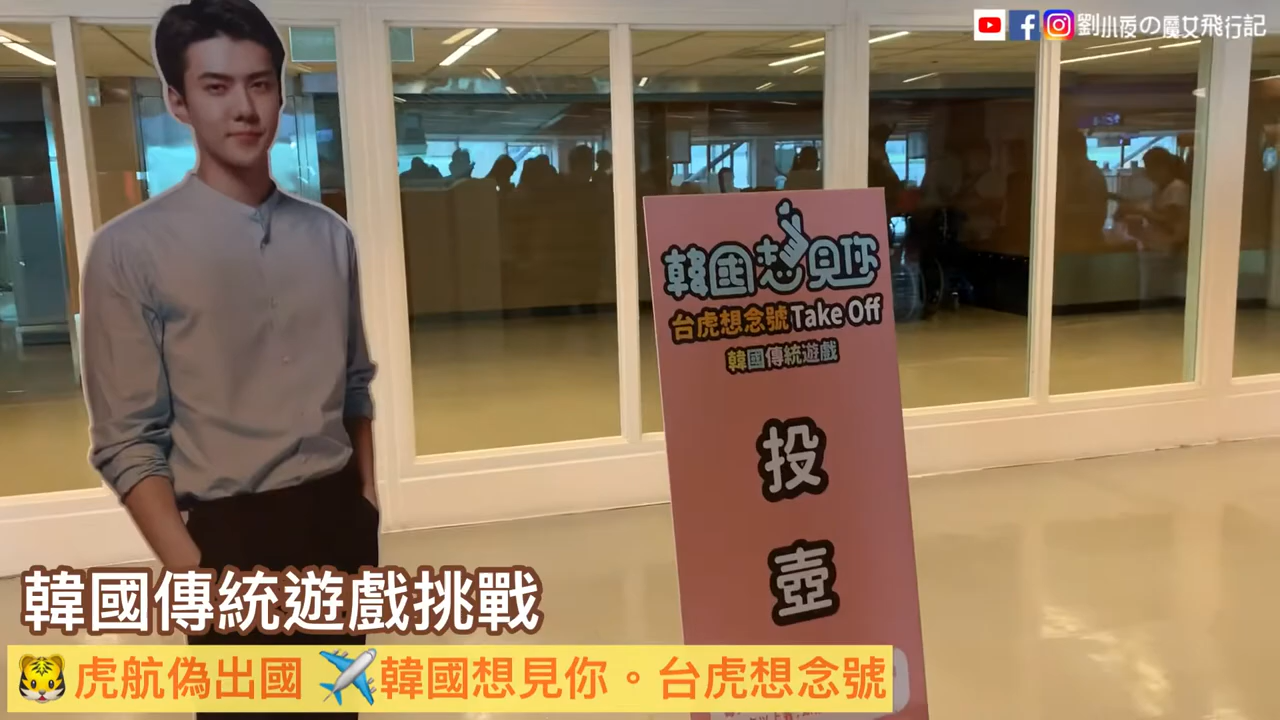 劉小夜の魔女飛行記
韓國想見你
台虎想念號Take Off
韓國傳統遊戲
投
壺
韓國傳統遊戲挑戰
🐯虎航偽出國✈️韓國想見你。台虎想念號